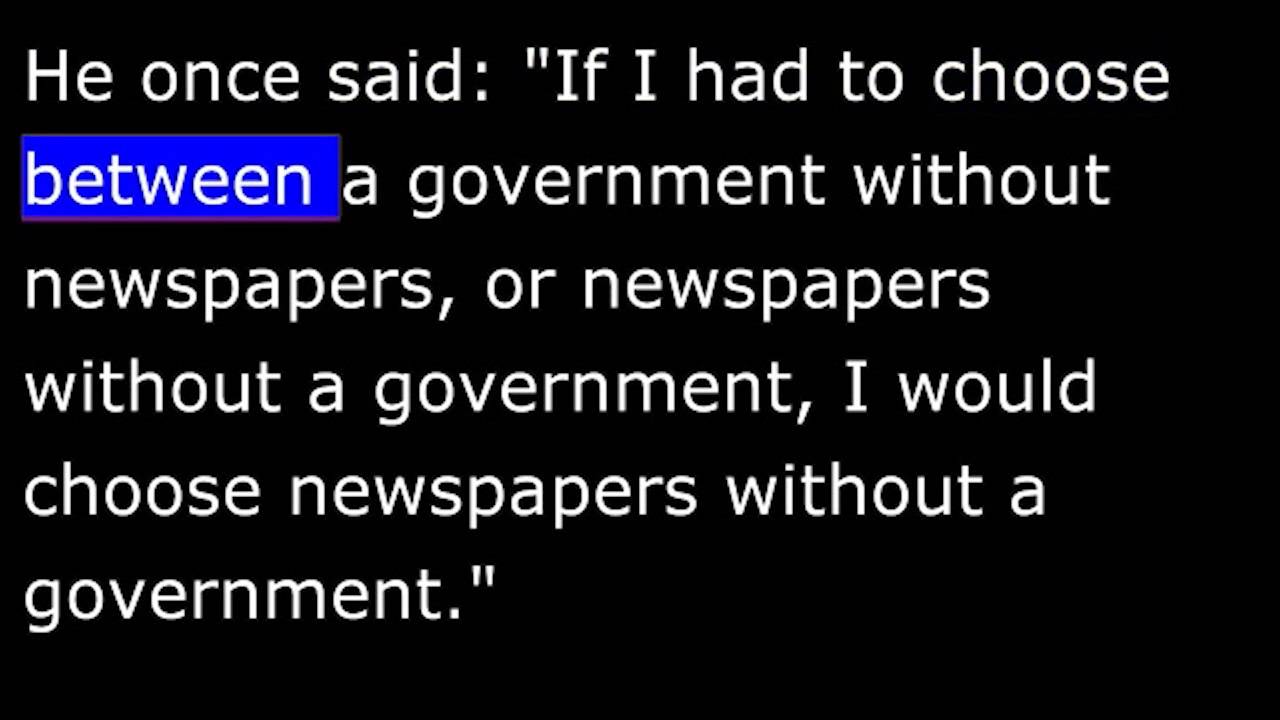 He once said: "If I had to choose
between a government without
newspapers, or newspapers
without a government, I would
choose newspapers without a
government."